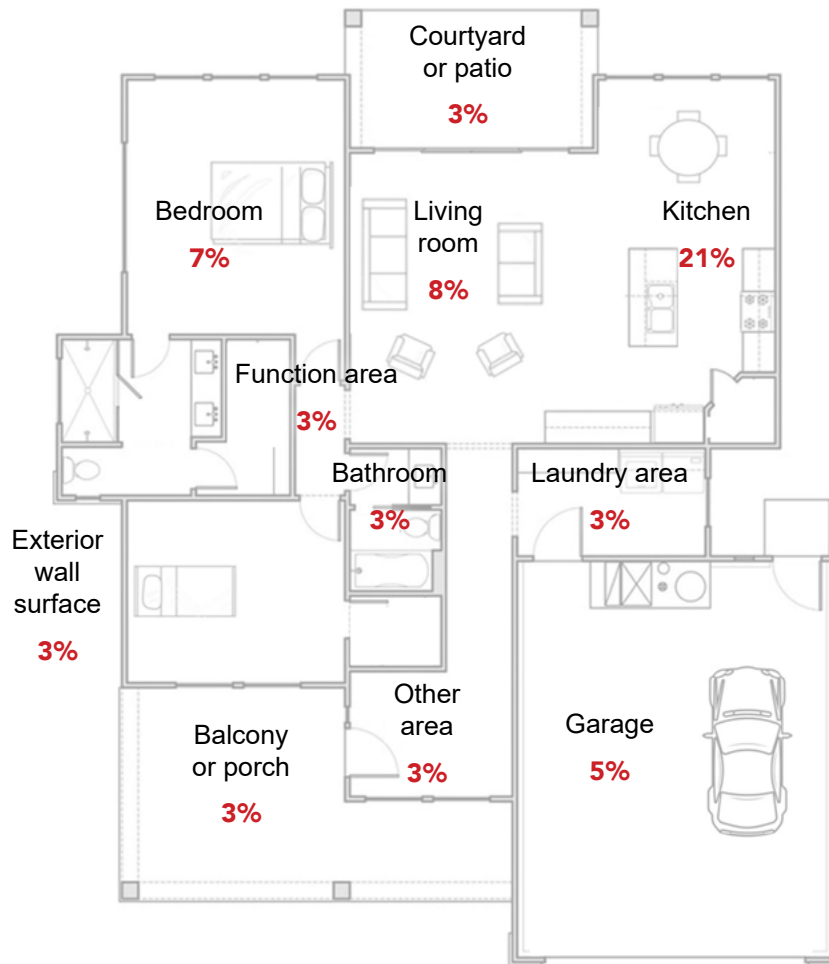 Courtyard
or patio
3%
Bedroom
7%
Living
room
8%
Kitchen
21%
Function area
3%
Bathroom
3%
Laundry area
3%
Exterior
wall
surface
3%
Balcony
or porch
3%
Other
area
3%
Garage
5%